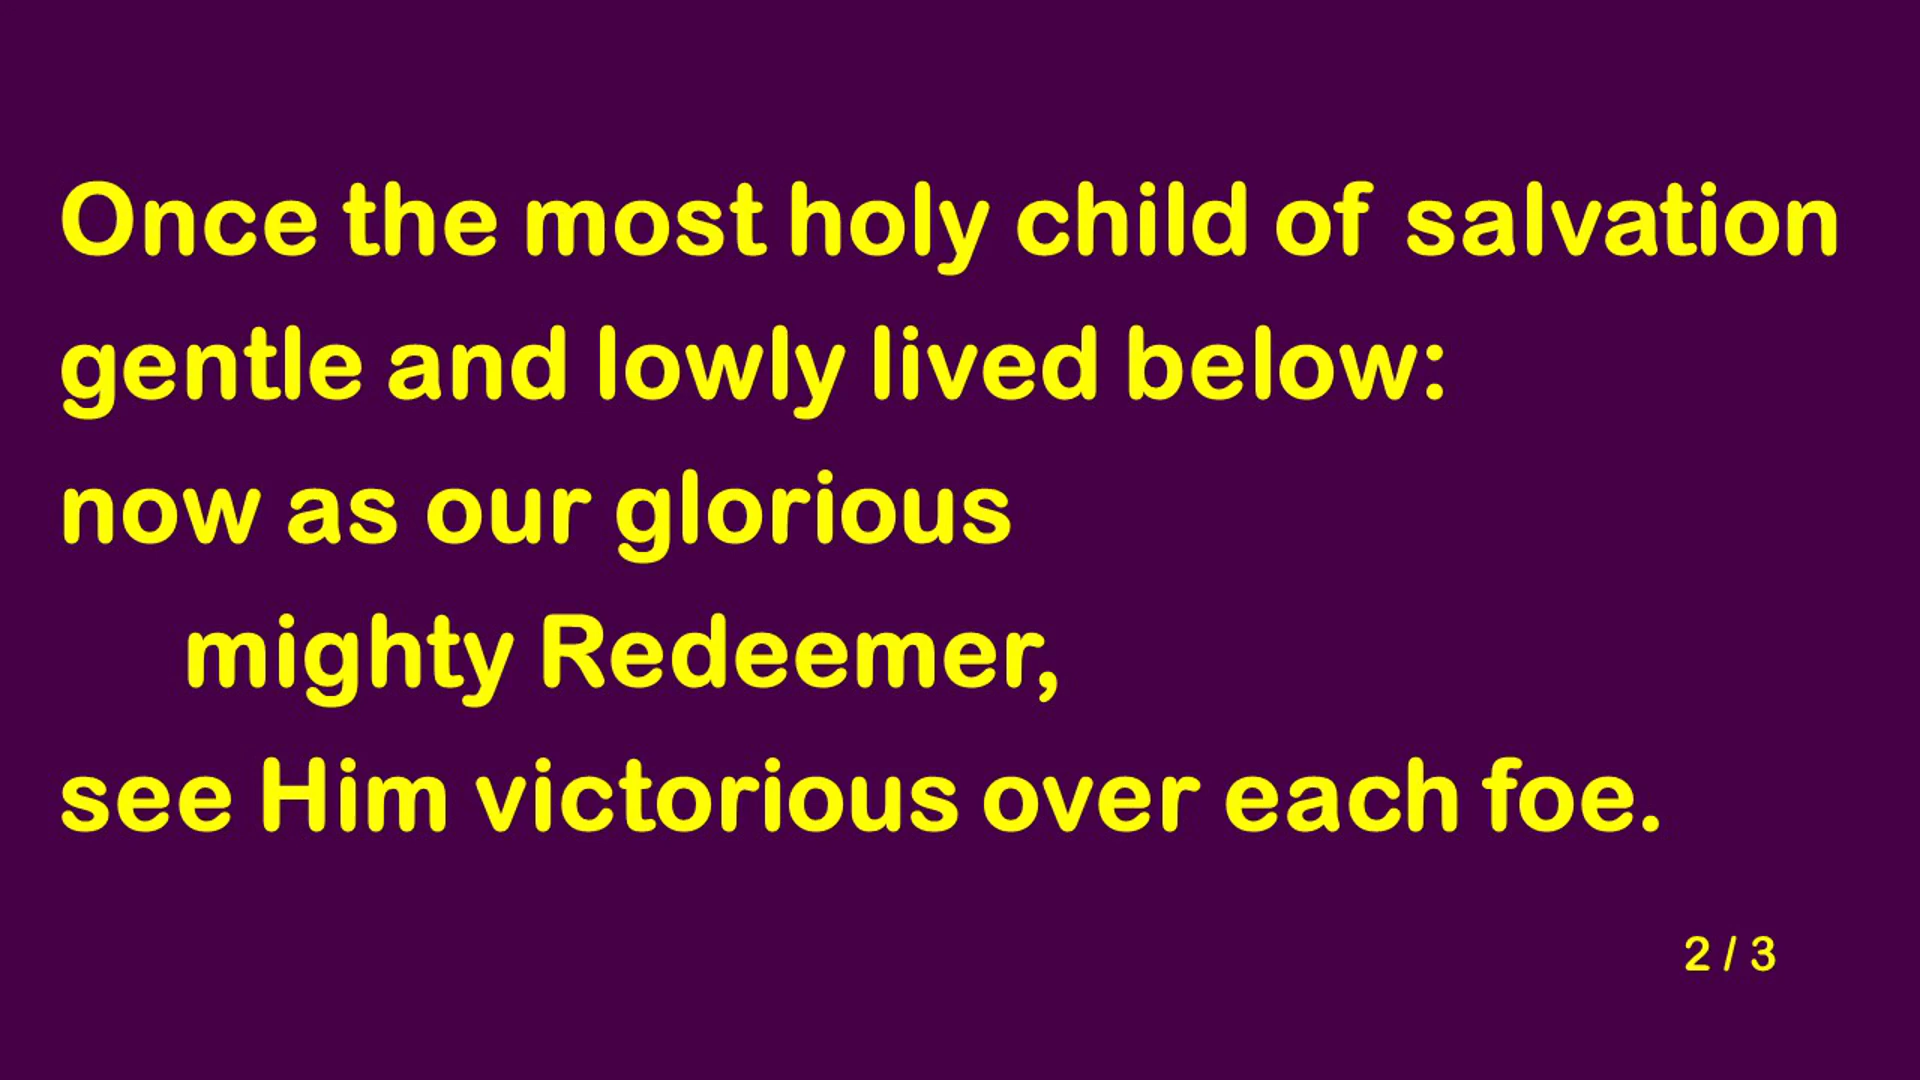 Once the most holy child of salvation
gentle and lowly lived below:
now as our glorious
mighty Redeemer,
see Him victorious over each foe.
2 / 3